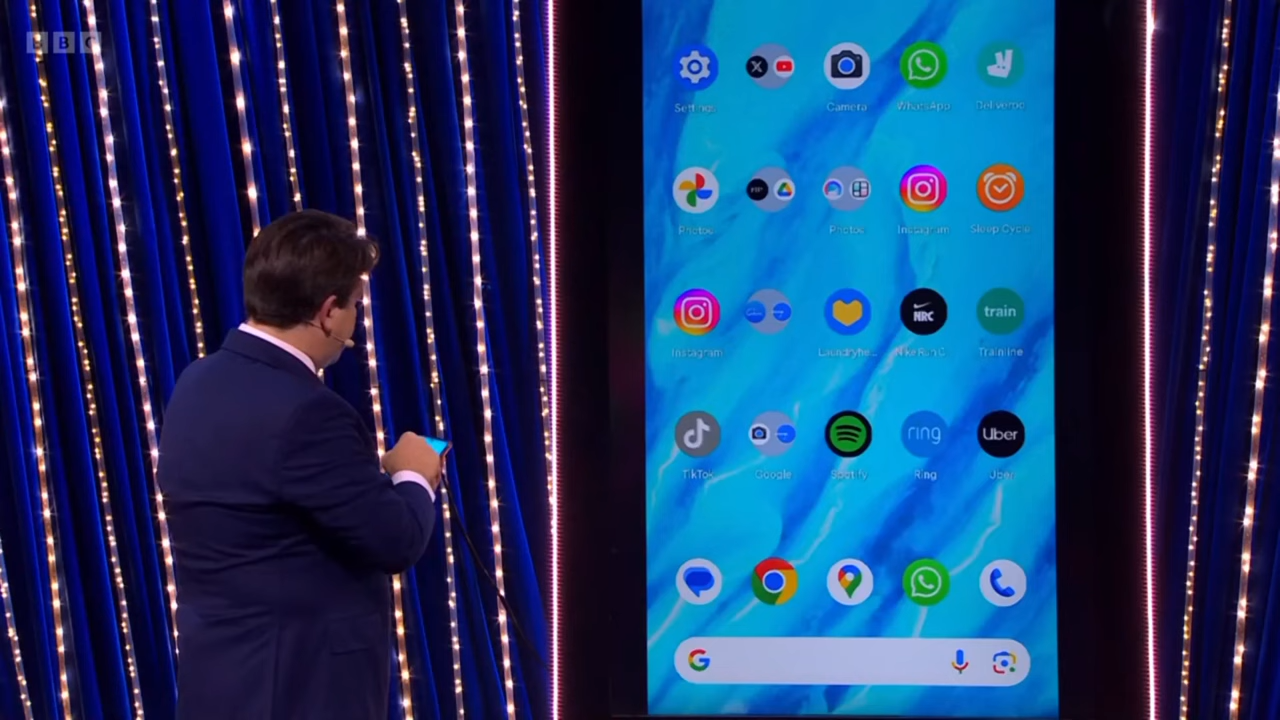 BBC
Settings
Camera
WhatsApp
Deliveroo
Photos
Photos
Instagram
Sleep Cycle
Instagram
Laundryhe...
NRC
Nike Run C...
train
Trainline
TikTok
Google
Spotify
ring
Ring
Uber
Uber
G